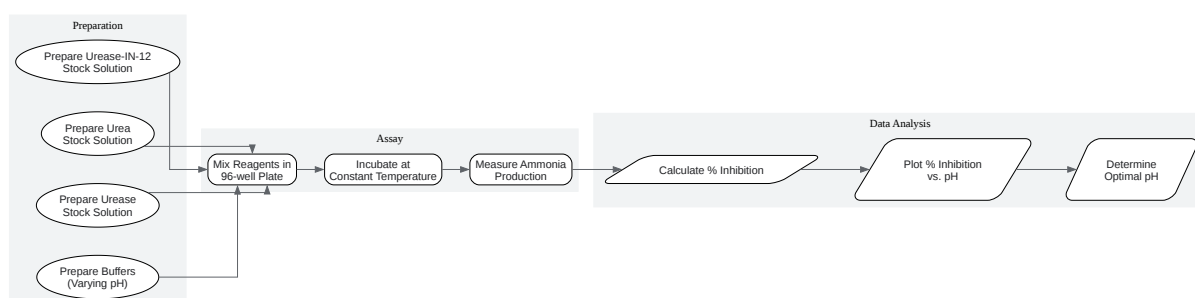 Preparation
Prepare Urease-IN-12
Stock Solution
Prepare Urea
Stock Solution
Prepare Urease
Stock Solution
Prepare Buffers
(Varying pH)
Assay
Mix Reagents in
96-well Plate
Incubate at
Constant Temperature
Measure Ammonia
Production
Data Analysis
Calculate % Inhibition
Plot % Inhibition
vs. pH
Determine
Optimal pH